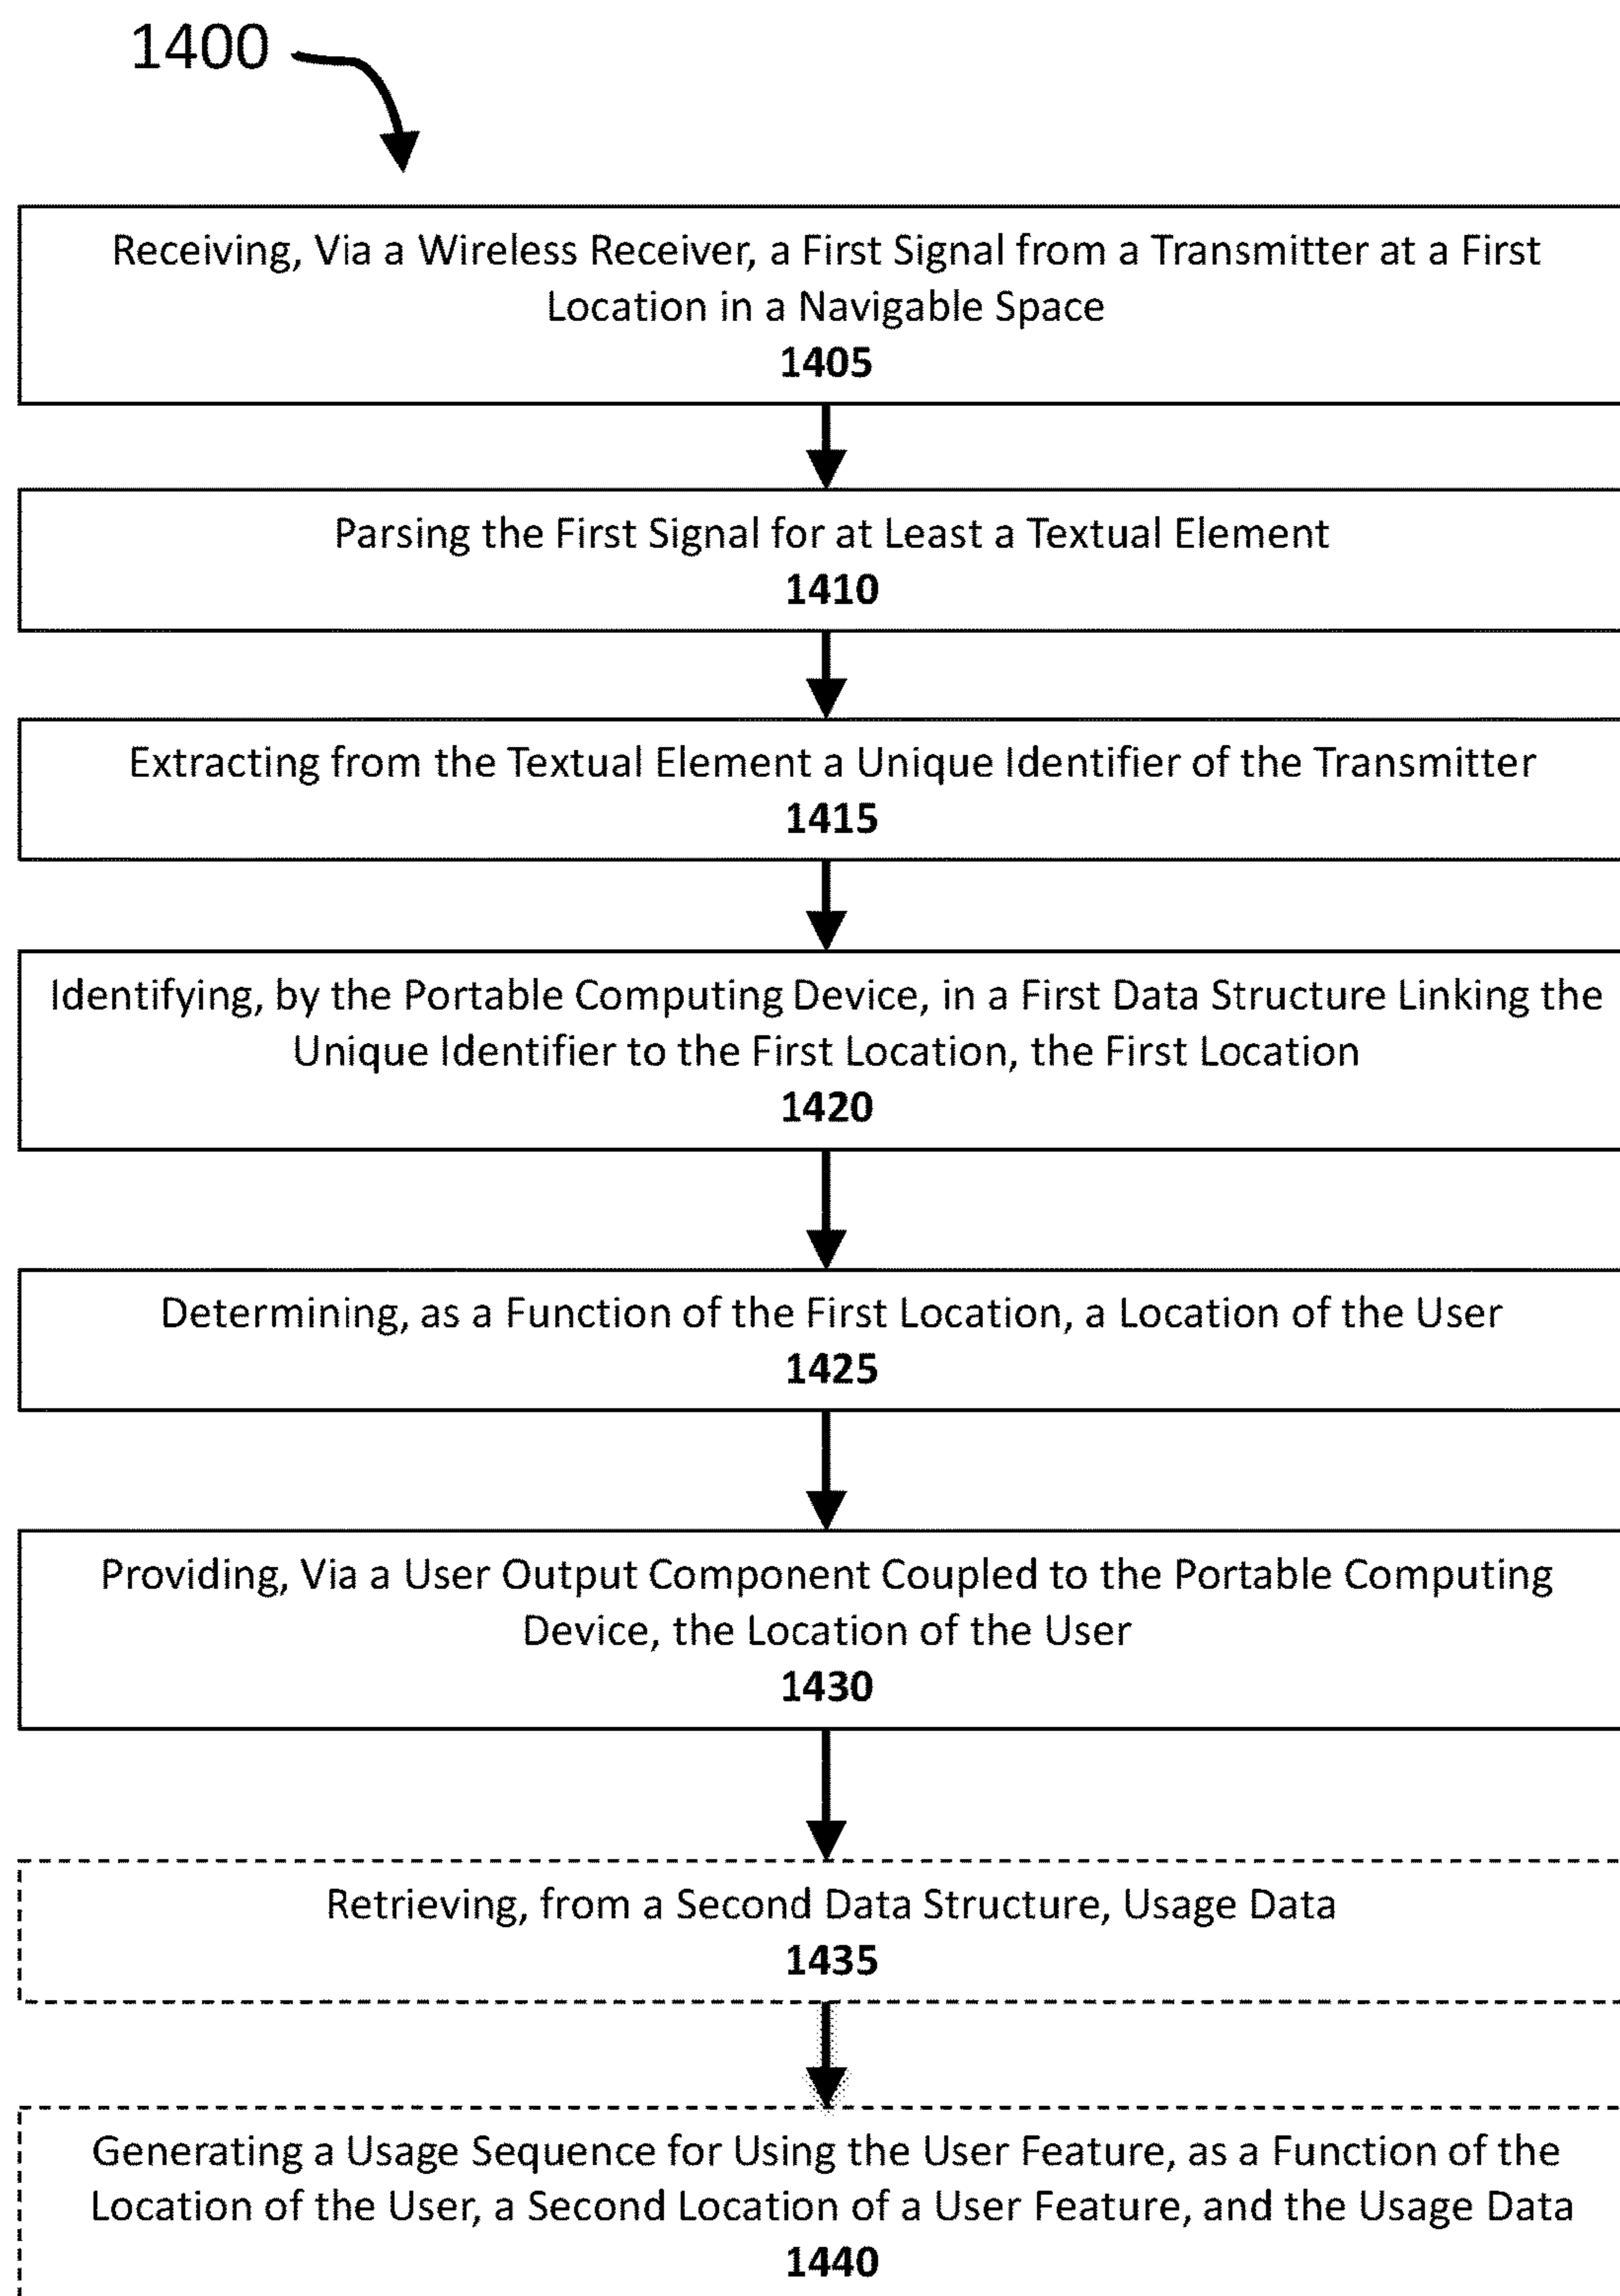 1400
Receiving, Via a Wireless Receiver, a First Signal from a Transmitter at a First
Location in a Navigable Space
1405
Parsing the First Signal for at Least a Textual Element
1410
Extracting from the Textual Element a Unique Identifier of the Transmitter
1415
Identifying, by the Portable Computing Device, in a First Data Structure Linking the
Unique Identifier to the First Location, the First Location
1420
Determining, as a Function of the First Location, a Location of the User
1425
Providing, Via a User Output Component Coupled to the Portable Computing
Device, the Location of the User
1430
Retrieving, from a Second Data Structure, Usage Data
1435
Generating a Usage Sequence for Using the User Feature, as a Function of the
Location of the User, a Second Location of a User Feature, and the Usage Data
1440